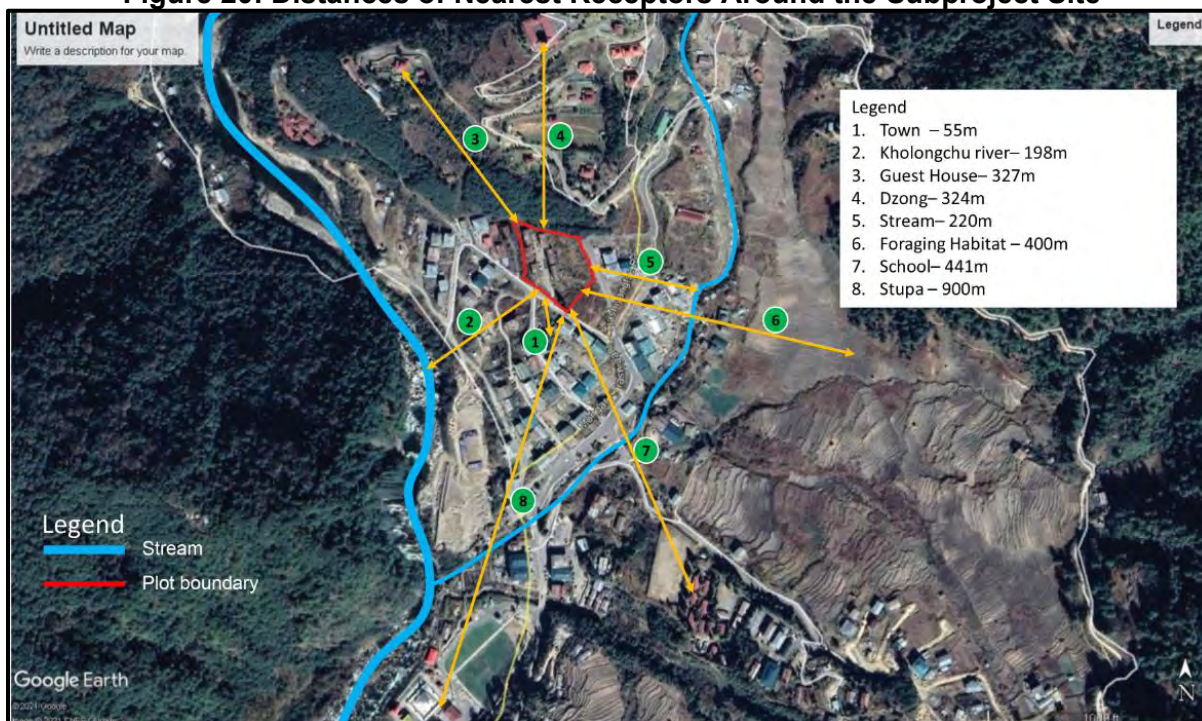 Figure 20: Distances of Nearest Receptors Around the Subproject Site
Untitled Map
Write a description for your map.
Legend
Legend
1. Town – 55m
2. Kholongchu river– 198m
3. Guest House– 327m
4. Dzong– 324m
5. Stream– 220m
6. Foraging Habitat – 400m
7. School– 441m
8. Stupa – 900m
3
4
5
2
1
6
7
8
Legend
Stream
Plot boundary
Google Earth
© 2021 Google
N